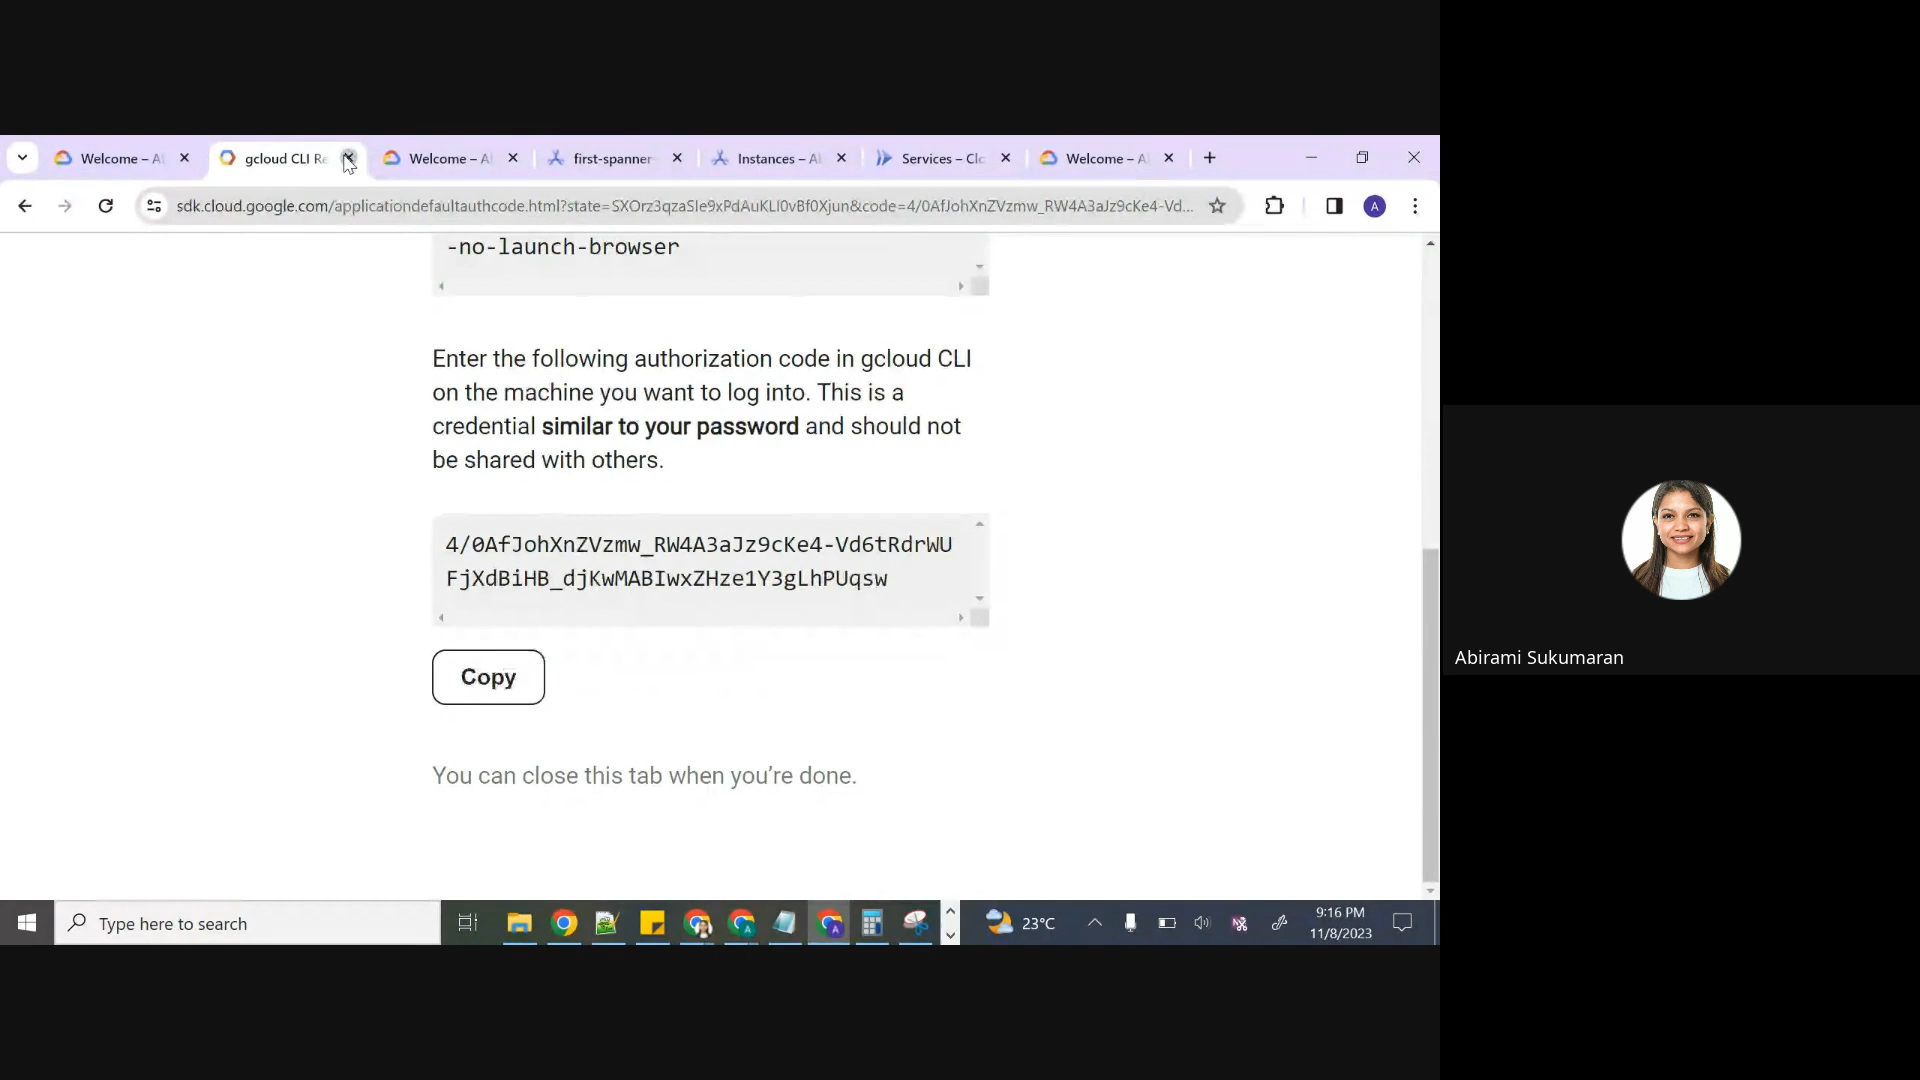 Welcome – A
gcloud CLI Re
Welcome – A
first-spanner
Instances – A
Services – Clo
Welcome – A
sdk.cloud.google.com/applicationdefaultauthcode.html?state=SXOrz3qzaSIe9xPdAuKLI0vBf0Xjun&code=4/0AfJohXnZVzmw_RW4A3aJz9cKe4-Vd...
A
-no-launch-browser
Enter the following authorization code in gcloud CLI
on the machine you want to log into. This is a
credential similar to your password and should not
be shared with others.
4/0AfJohXnZVzmw_RW4A3aJz9cKe4-Vd6tRdrWU
FjXdBiHB_djKwMABIwxZHze1Y3gLhPUqsw
Copy
You can close this tab when you're done.
Abirami Sukumaran
Type here to search
23°C
9:16 PM
11/8/2023